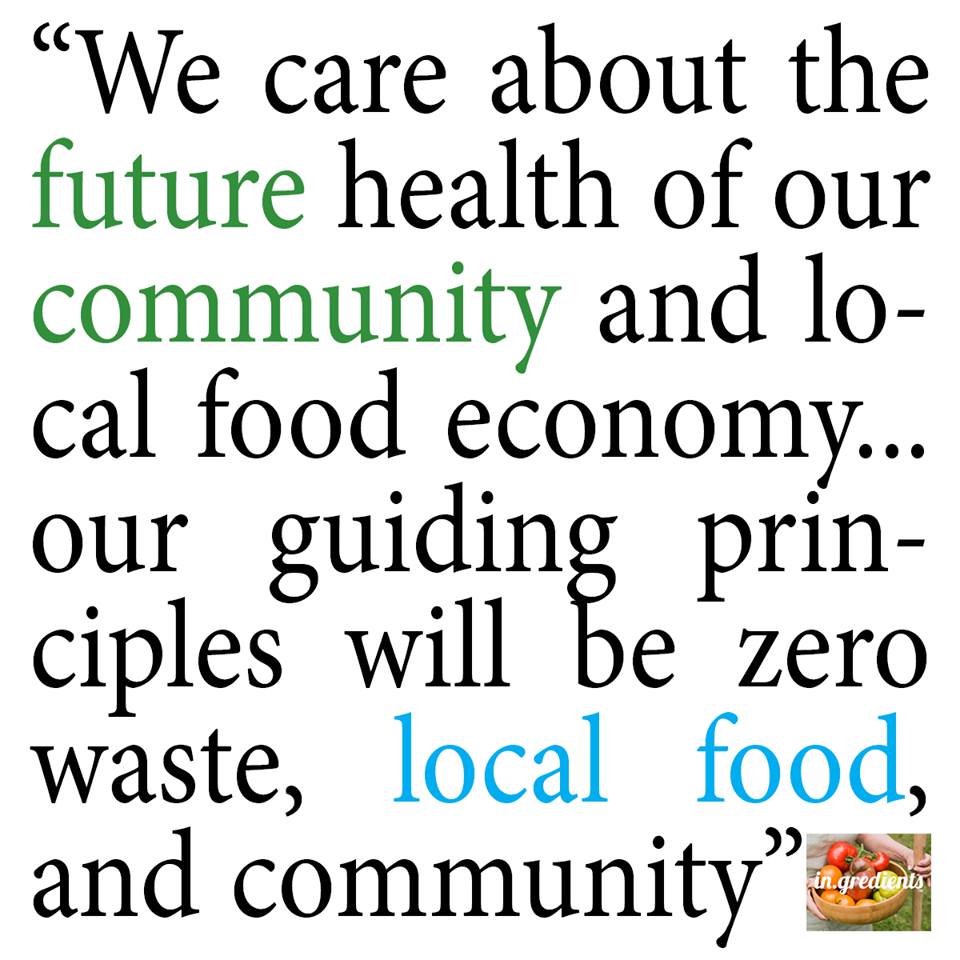 “We care about the
future health of our
community and lo-
cal food economy...
our guiding prin-
ciples will be zero
waste, local food,
and community”
in.gredients